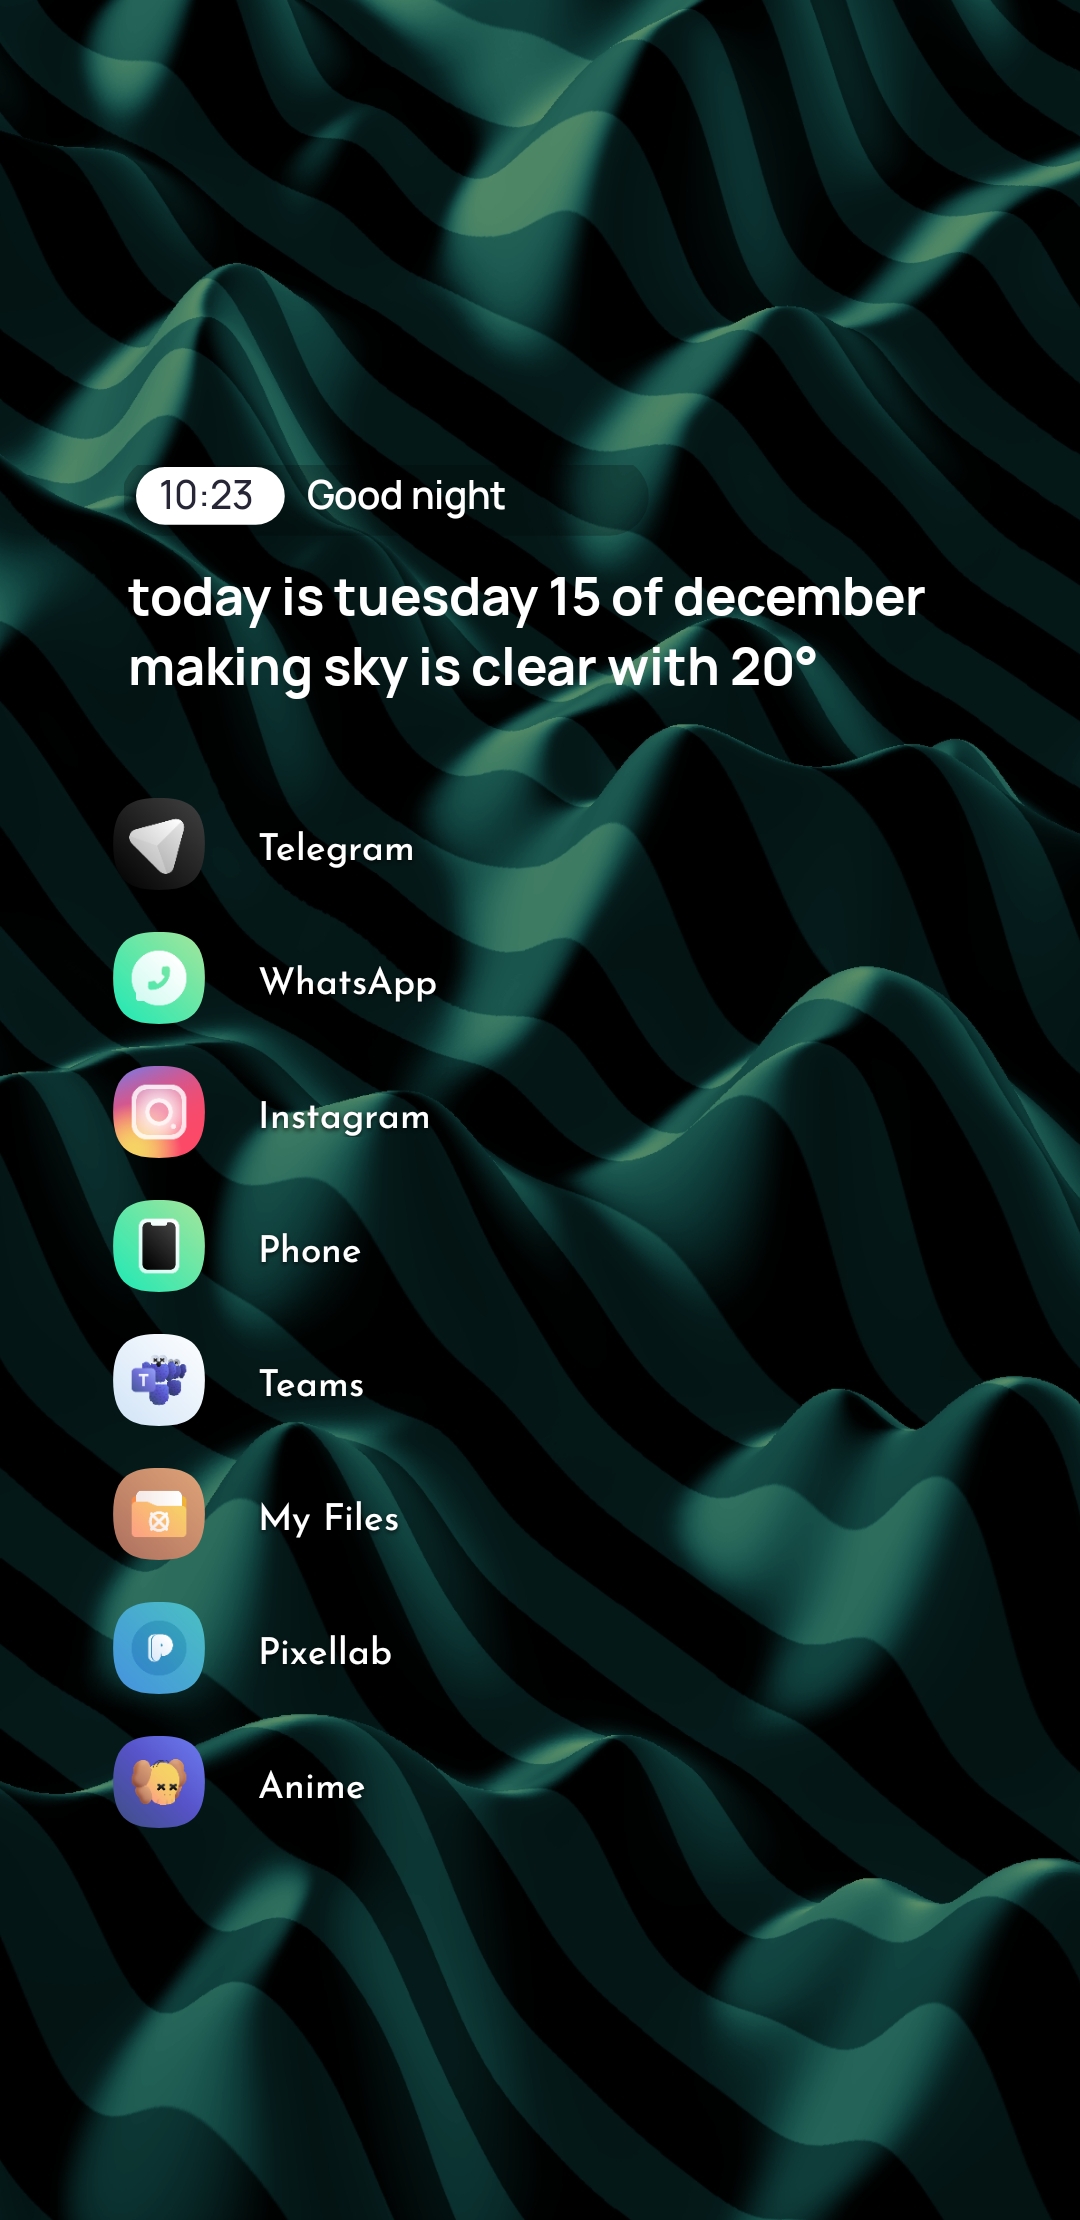 10:23 Good night
today is tuesday 15 of december
making sky is clear with 20°
Telegram
WhatsApp
Instagram
Phone
T
Teams
My Files
P
Pixellab
Anime